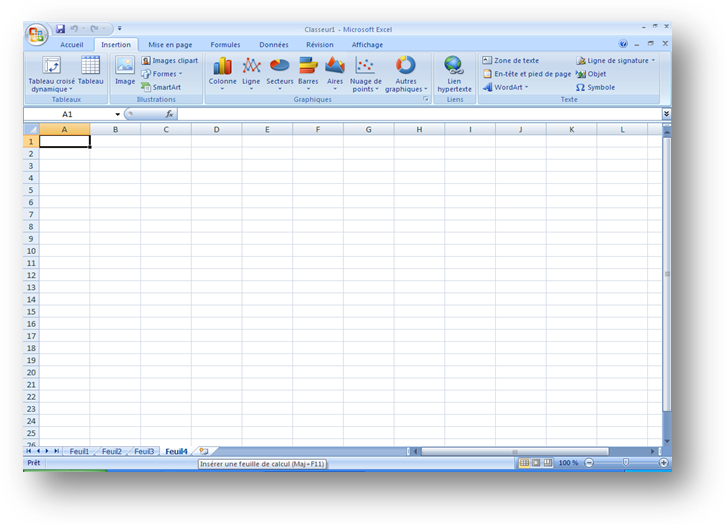 Classeur1 - Microsoft Excel
Accueil Insertion Mise en page Formules Données Révision Affichage
Tableau croisé dynamique
Tableau
Tableaux
Image
Images clipart
Formes
SmartArt
Illustrations
Colonne
Ligne
Secteurs
Barres
Aires
Nuage de points
Autres graphiques
Graphiques
Lien hypertexte
Liens
Zone de texte
En-tête et pied de page
WordArt
Ligne de signature
Objet
Symbole
Texte
A1 fx
A B C D E F G H I J K L
1
2
3
4
5
6
7
8
9
10
11
12
13
14
15
16
17
18
19
20
21
22
23
24
25
26
Feuil1 Feuil2 Feuil3 Feuil4
Insérer une feuille de calcul (Maj+F11)
Prêt 100 %